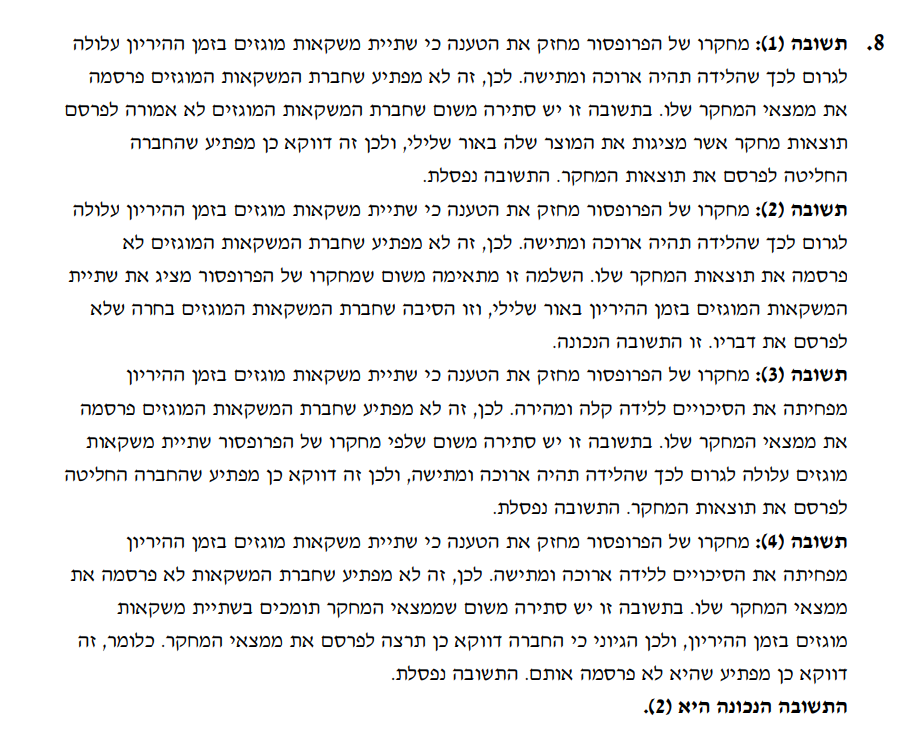 8. תשובה (1): מחקרו של הפרופסור מחזק את הטענה כי שתיית משקאות מוגזים בזמן ההיריון עלולה
לגרום לכך שהלידה תהיה ארוכה ומתישה. לכן, זה לא מפתיע שחברת המשקאות המוגזים פרסמה
את ממצאי המחקר שלו. בתשובה זו יש סתירה משום שחברת המשקאות המוגזים לא אמורה לפרסם
תוצאות מחקר אשר מציגות את המוצר שלה באור שלילי, ולכן זה דווקא כן מפתיע שהחברה
החליטה לפרסם את תוצאות המחקר. התשובה נפסלת.
תשובה (2): מחקרו של הפרופסור מחזק את הטענה כי שתיית משקאות מוגזים בזמן ההיריון עלולה
לגרום לכך שהלידה תהיה ארוכה ומתישה. לכן, זה לא מפתיע שחברת המשקאות המוגזים לא
פרסמה את תוצאות המחקר שלו. השלמה זו מתאימה משום שמחקרו של הפרופסור מציג את שתיית
המשקאות המוגזים בזמן ההיריון באור שלילי, וזו הסיבה שחברת המשקאות המוגזים בחרה שלא
לפרסם את דבריו. זו התשובה הנכונה.
תשובה (3): מחקרו של הפרופסור מחזק את הטענה כי שתיית משקאות מוגזים בזמן ההיריון
מפחיתה את הסיכויים ללידה קלה ומהירה. לכן, זה לא מפתיע שחברת המשקאות המוגזים פרסמה
את ממצאי המחקר שלו. בתשובה זו יש סתירה משום שלפי מחקרו של הפרופסור שתיית משקאות
מוגזים עלולה לגרום לכך שהלידה תהיה ארוכה ומתישה, ולכן זה דווקא כן מפתיע שהחברה החליטה
לפרסם את תוצאות המחקר. התשובה נפסלת.
תשובה (4): מחקרו של הפרופסור מחזק את הטענה כי שתיית משקאות מוגזים בזמן ההיריון
מפחיתה את הסיכויים ללידה ארוכה ומתישה. לכן, זה לא מפתיע שחברת המשקאות לא פרסמה את
ממצאי המחקר שלו. בתשובה זו יש סתירה משום שממצאי המחקר תומכים בשתיית משקאות
מוגזים בזמן ההיריון, ולכן הגיוני כי החברה דווקא כן תרצה לפרסם את ממצאי המחקר. כלומר, זה
דווקא כן מפתיע שהיא לא פרסמה אותם. התשובה נפסלת.
התשובה הנכונה היא (2).